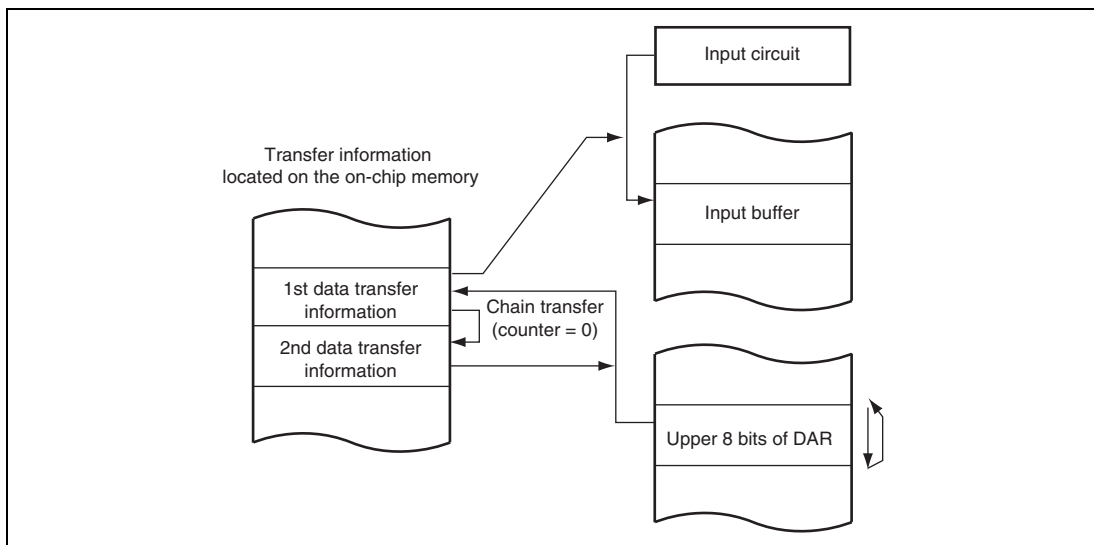 Input circuit
Transfer information
located on the on-chip memory
Input buffer
1st data transfer
information
Chain transfer
(counter = 0)
2nd data transfer
information
Upper 8 bits of DAR